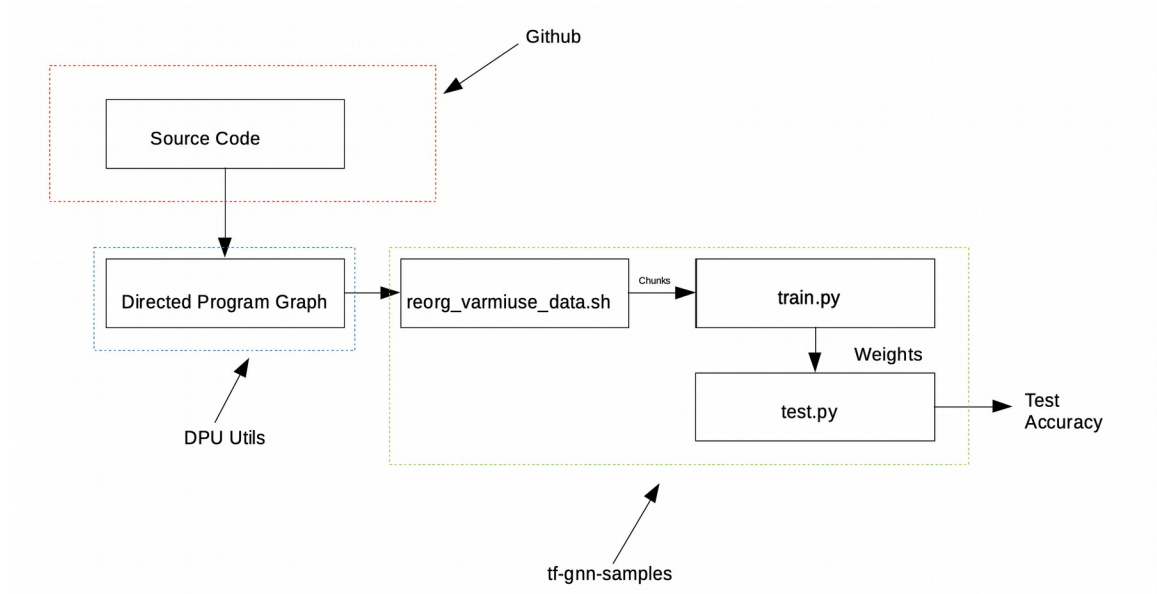 Github
Source Code
Directed Program Graph
reorg_varmiuse_data.sh
Chunks
train.py
Weights
test.py
Test
Accuracy
DPU Utils
tf-gnn-samples